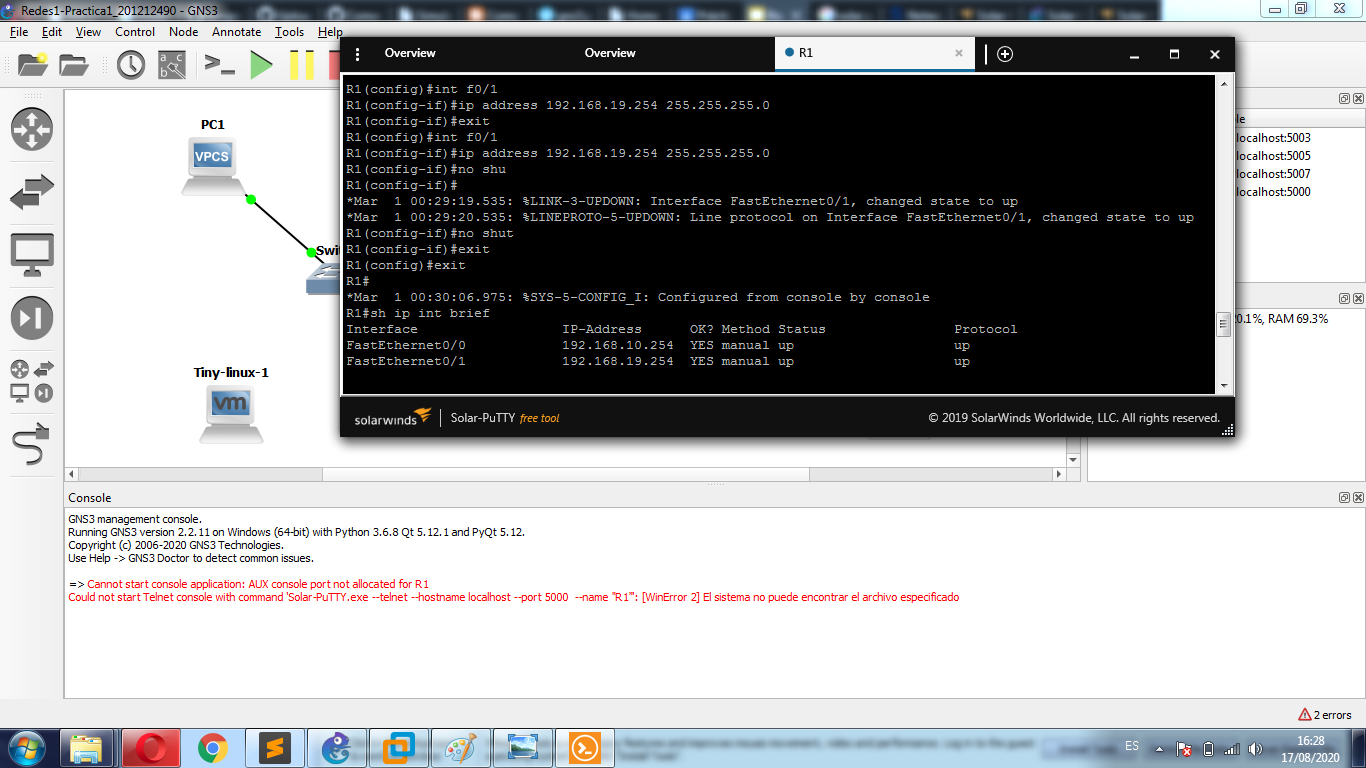 Redes1-Practica1_201212490 - GNS3
File Edit View Control Node Annotate Tools Help
Overview
Overview
R1
PC1
VPCS
Swit
Tiny-linux-1
vm
R1(config)#int f0/1
R1(config-if)#ip address 192.168.19.254 255.255.255.0
R1(config-if)#exit
R1(config)#int f0/1
R1(config-if)#ip address 192.168.19.254 255.255.255.0
R1(config-if)#no shu
R1(config-if)#
*Mar  1 00:29:19.535: %LINK-3-UPDOWN: Interface FastEthernet0/1, changed state to up
*Mar  1 00:29:20.535: %LINEPROTO-5-UPDOWN: Line protocol on Interface FastEthernet0/1, changed state to up
R1(config-if)#no shut
R1(config-if)#exit
R1(config)#exit
R1#
*Mar  1 00:30:06.975: %SYS-5-CONFIG_I: Configured from console by console
R1#sh ip int brief
Interface IP-Address OK? Method Status Protocol
FastEthernet0/0 192.168.10.254 YES manual up up
FastEthernet0/1 192.168.19.254 YES manual up up
solarwinds
Solar-PuTTY free tool
© 2019 SolarWinds Worldwide, LLC. All rights reserved.
le
localhost:5003
localhost:5005
localhost:5007
localhost:5000
20.1%, RAM 69.3%
Console
GNS3 management console.
Running GNS3 version 2.2.11 on Windows (64-bit) with Python 3.6.8 Qt 5.12.1 and PyQt 5.12.
Copyright (c) 2006-2020 GNS3 Technologies.
Use Help -> GNS3 Doctor to detect common issues.
=> Cannot start console application: AUX console port not allocated for R1
Could not start Telnet console with command 'Solar-PuTTY.exe --telnet --hostname localhost --port 5000  --name "R1"': [WinError 2] El sistema no puede encontrar el archivo especificado
2 errors
ES
16:28
17/08/2020